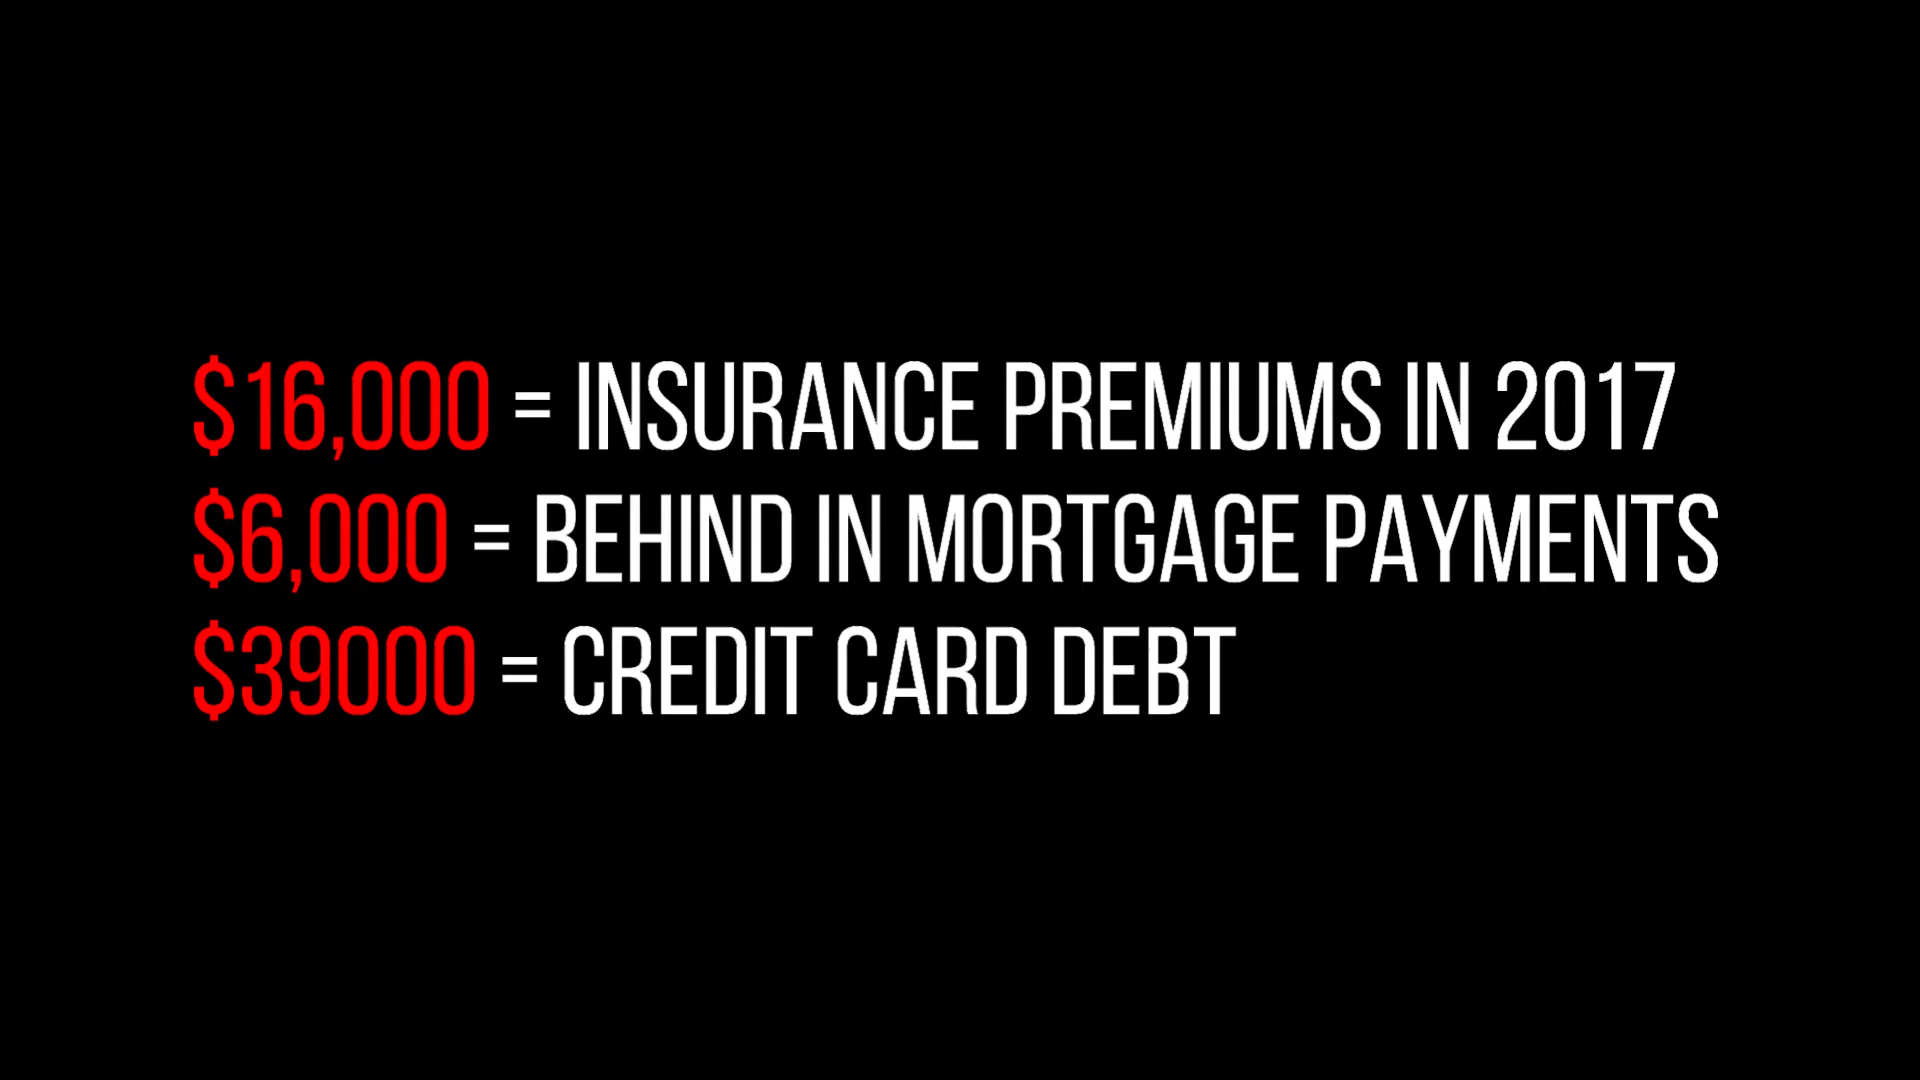 $16,000 = INSURANCE PREMIUMS IN 2017
$6,000 = BEHIND IN MORTGAGE PAYMENTS
$39000 = CREDIT CARD DEBT